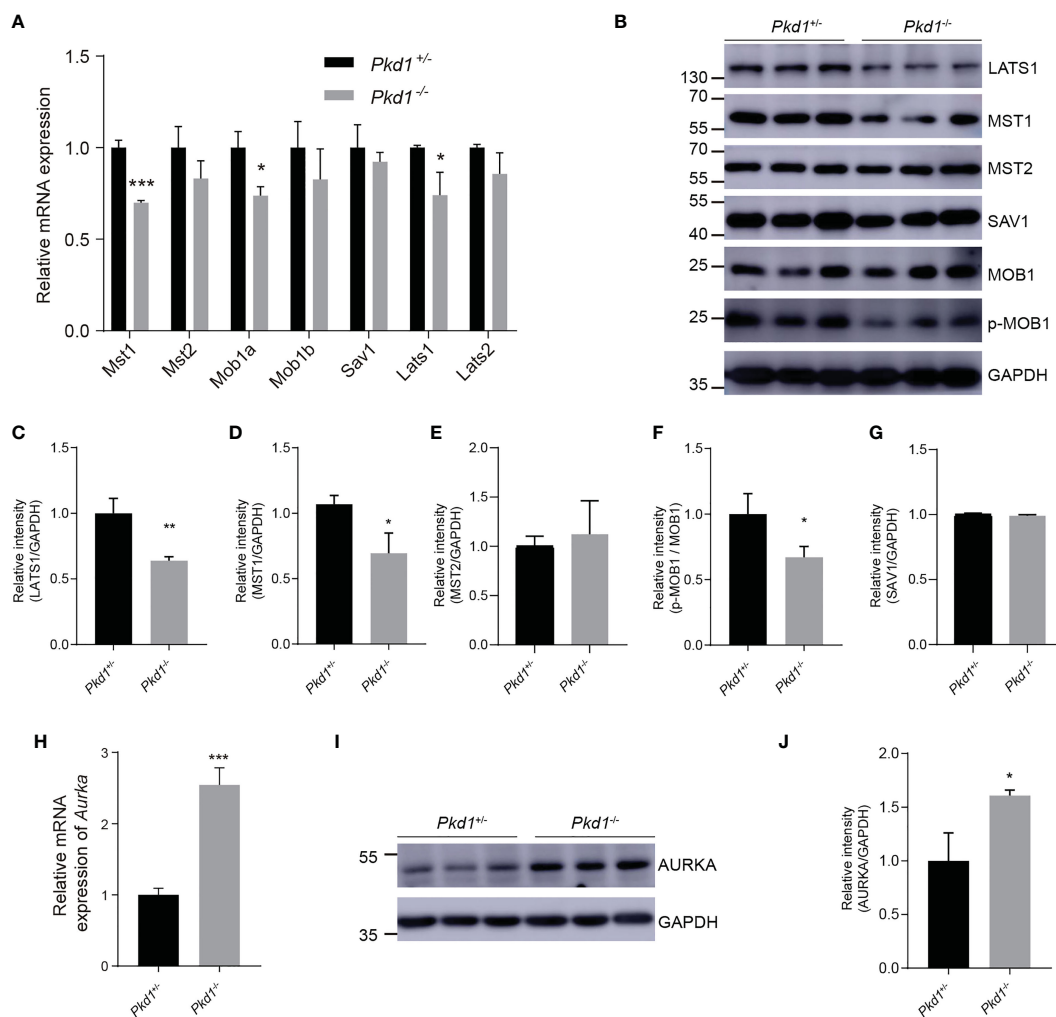 A
Relative mRNA expression
1.5
1.0
0.5
0.0
Pkd1+/-
Pkd1-/-
***
*
*
Mst1
Mst2
Mob1a
Mob1b
Sav1
Lats1
Lats2
B
Pkd1+/-
Pkd1-/-
130
LATS1
70
55
MST1
70
55
MST2
55
40
SAV1
25
MOB1
25
p-MOB1
35
GAPDH
C
Relative intensity
(LATS1/GAPDH)
1.5
1.0
0.5
0.0
**
Pkd1+/-
Pkd1-/-
D
Relative intensity
(MST1/GAPDH)
1.5
1.0
0.5
0.0
*
Pkd1+/-
Pkd1-/-
E
Relative intensity
(MST2/GAPDH)
2.0
1.5
1.0
0.5
0.0
Pkd1+/-
Pkd1-/-
F
Relative intensity
(p-MOB1 / MOB1)
1.5
1.0
0.5
0.0
*
Pkd1+/-
Pkd1-/-
G
Relative intensity
(SAV1/GAPDH)
1.5
1.0
0.5
0.0
Pkd1+/-
Pkd1-/-
H
Relative mRNA
expression of Aurka
3
2
1
0
***
Pkd1+/-
Pkd1-/-
I
Pkd1+/-
Pkd1-/-
55
AURKA
35
GAPDH
J
Relative intensity
(AURKA/GAPDH)
2.0
1.5
1.0
0.5
0.0
*
Pkd1+/-
Pkd1-/-